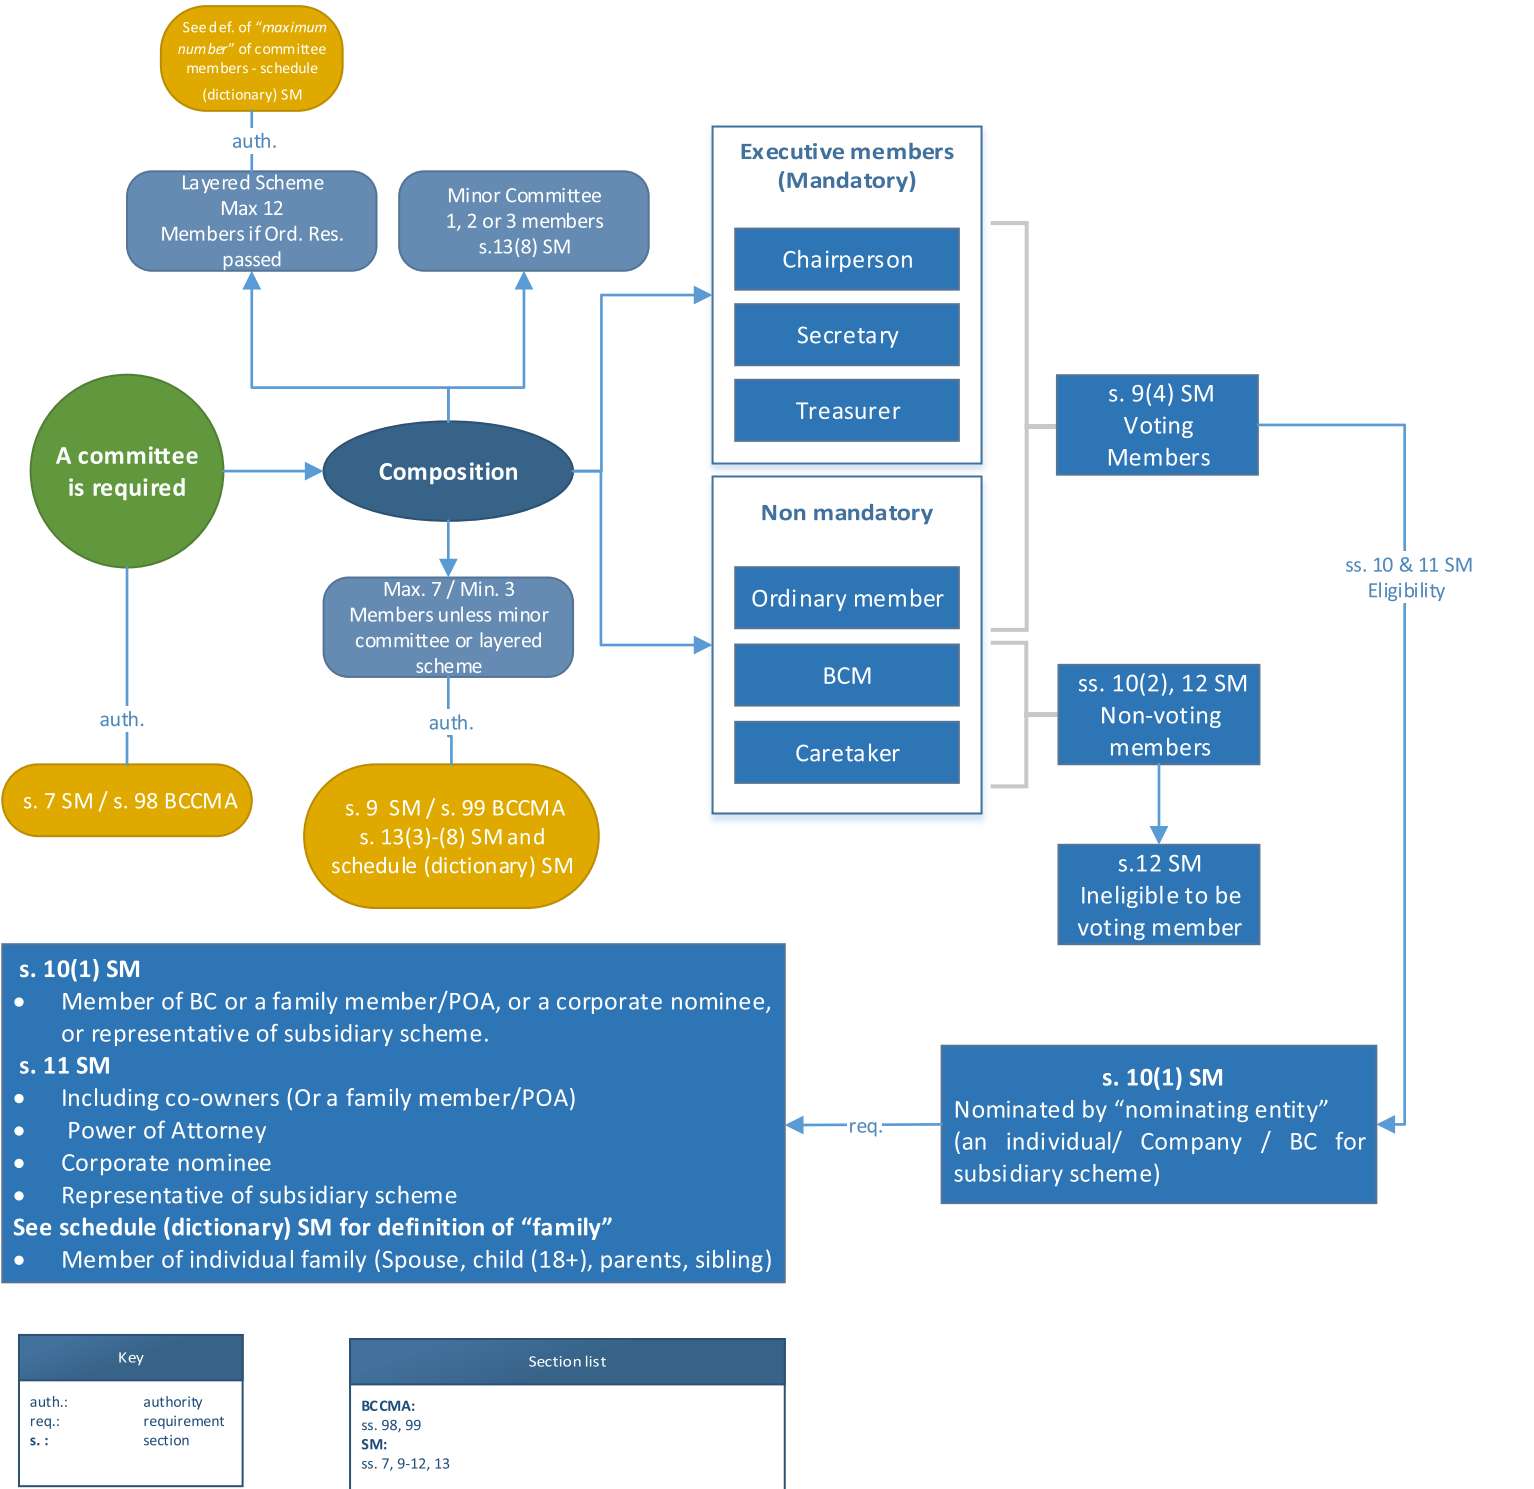 See def. of “maximum
number” of committee
members - schedule
(dictionary) SM
auth.
Layered Scheme
Max 12
Members if Ord. Res.
passed
Minor Committee
1, 2 or 3 members
s.13(8) SM
Executive members
(Mandatory)
Chairperson
Secretary
Treasurer
A committee
is required
Composition
s. 9(4) SM
Voting
Members
Non mandatory
Ordinary member
BCM
Caretaker
ss. 10 & 11 SM
Eligibility
Max. 7 / Min. 3
Members unless minor
committee or layered
scheme
ss. 10(2), 12 SM
Non-voting
members
auth.
auth.
s. 7 SM / s. 98 BCCMA
s. 9 SM / s. 99 BCCMA
s. 13(3)-(8) SM and
schedule (dictionary) SM
s.12 SM
Ineligible to be
voting member
s. 10(1) SM
• Member of BC or a family member/POA, or a corporate nominee,
or representative of subsidiary scheme.
s. 11 SM
• Including co-owners (Or a family member/POA)
• Power of Attorney
• Corporate nominee
• Representative of subsidiary scheme
See schedule (dictionary) SM for definition of “family”
• Member of individual family (Spouse, child (18+), parents, sibling)
req.
s. 10(1) SM
Nominated by “nominating entity”
(an individual/ Company / BC for
subsidiary scheme)
Key
auth.: authority
req.: requirement
s. : section
Section list
BCCMA:
ss. 98, 99
SM:
ss. 7, 9-12, 13